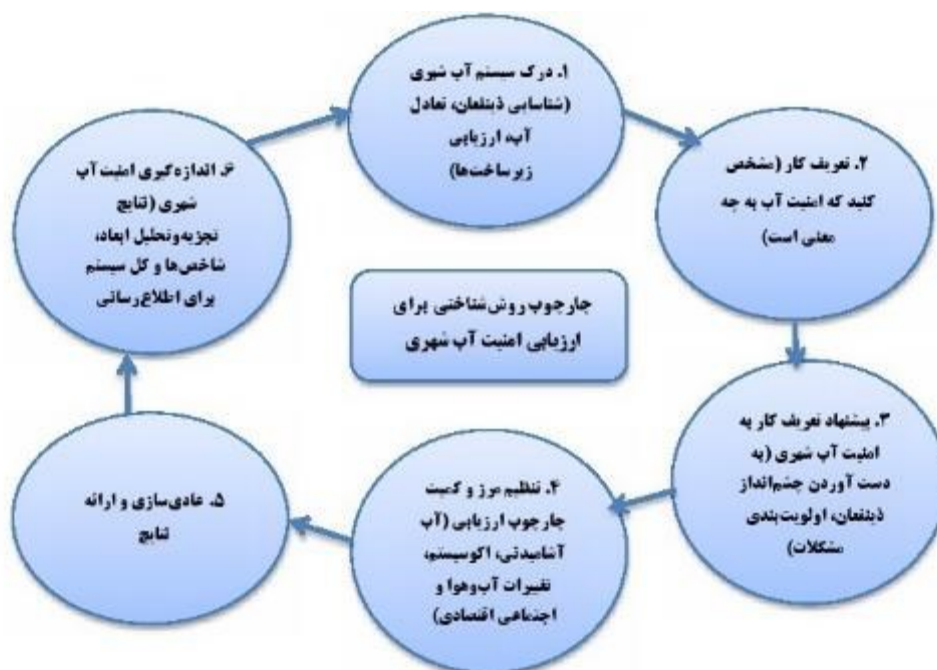 ۱. درک سیستم آب شهری
(شناسایی ذینفعان، تعادل
آب، ارزیابی
زیرساخت‌ها)
۲. تعریف کار (مشخص
کنید که امنیت آب به چه
معنی است)
۳. پیشنهاد تعریف کار به
امنیت آب شهری (به
دست آوردن چشم‌انداز
ذینفعان، اولویت‌بندی
مشکلات)
۴. تنظیم مرز و کمیت
چارچوب ارزیابی (آب
آشامیدنی، اکوسیستم،
تغییرات آب‌وهوا و
اجتماعی اقتصادی)
۵. عادی‌سازی و ارائه
نتایج
۶. اندازه‌گیری امنیت آب
شهری (نتایج
تجزیه‌وتحلیل ابعاد،
شاخص‌ها و کل سیستم
برای اطلاع‌رسانی
چارچوب روش‌شناختی برای
ارزیابی امنیت آب شهری